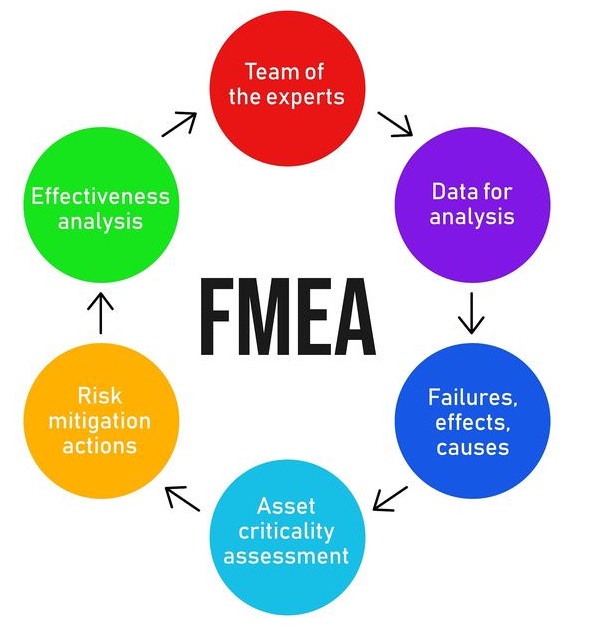 Team of
the experts
Data for
analysis
Failures,
effects,
causes
Asset
criticality
assessment
Risk
mitigation
actions
Effectiveness
analysis
FMEA